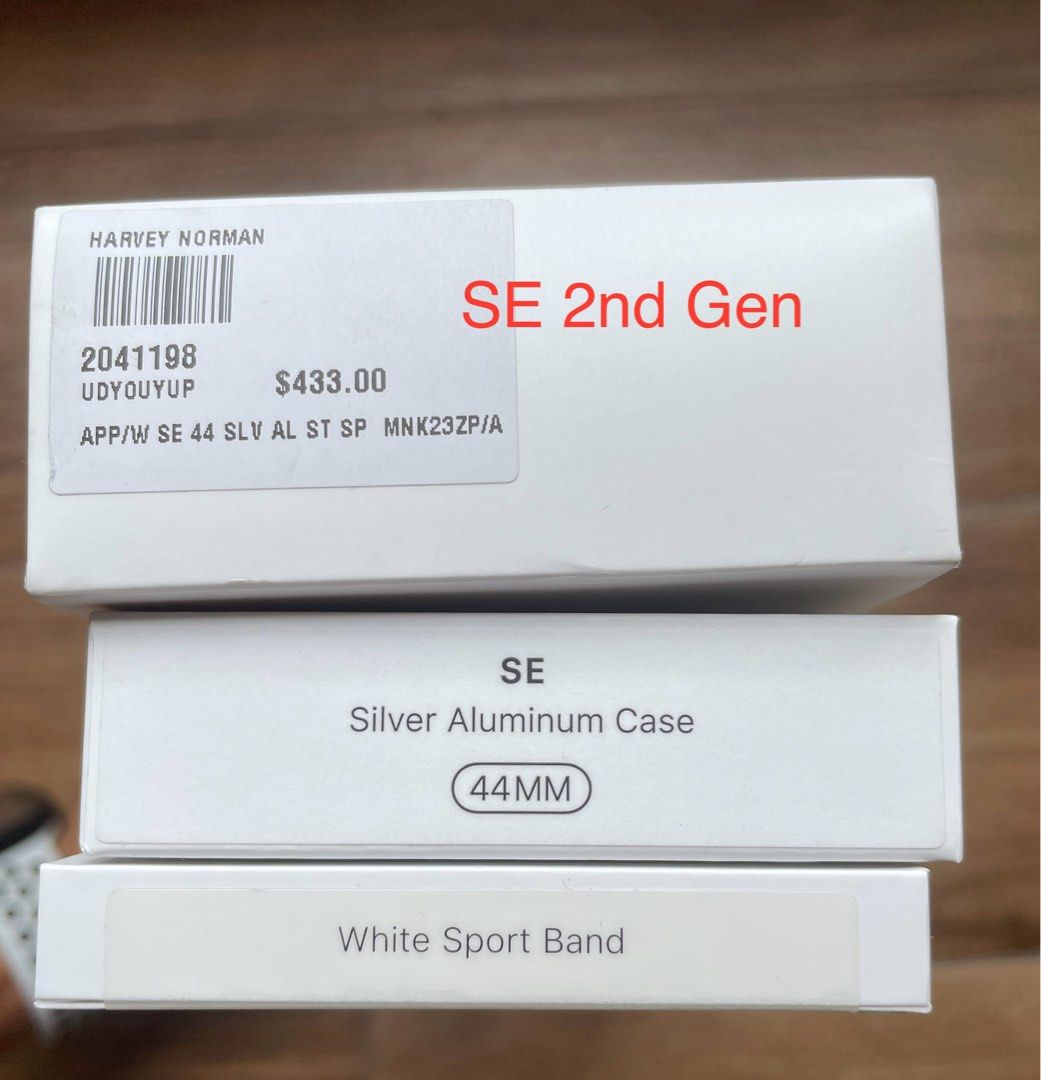 HARVEY NORMAN
SE 2nd Gen
2041198
UDYOUYUP $433.00
APP/W SE 44 SLV AL ST SP MNK23ZP/A
SE
Silver Aluminum Case
44MM
White Sport Band